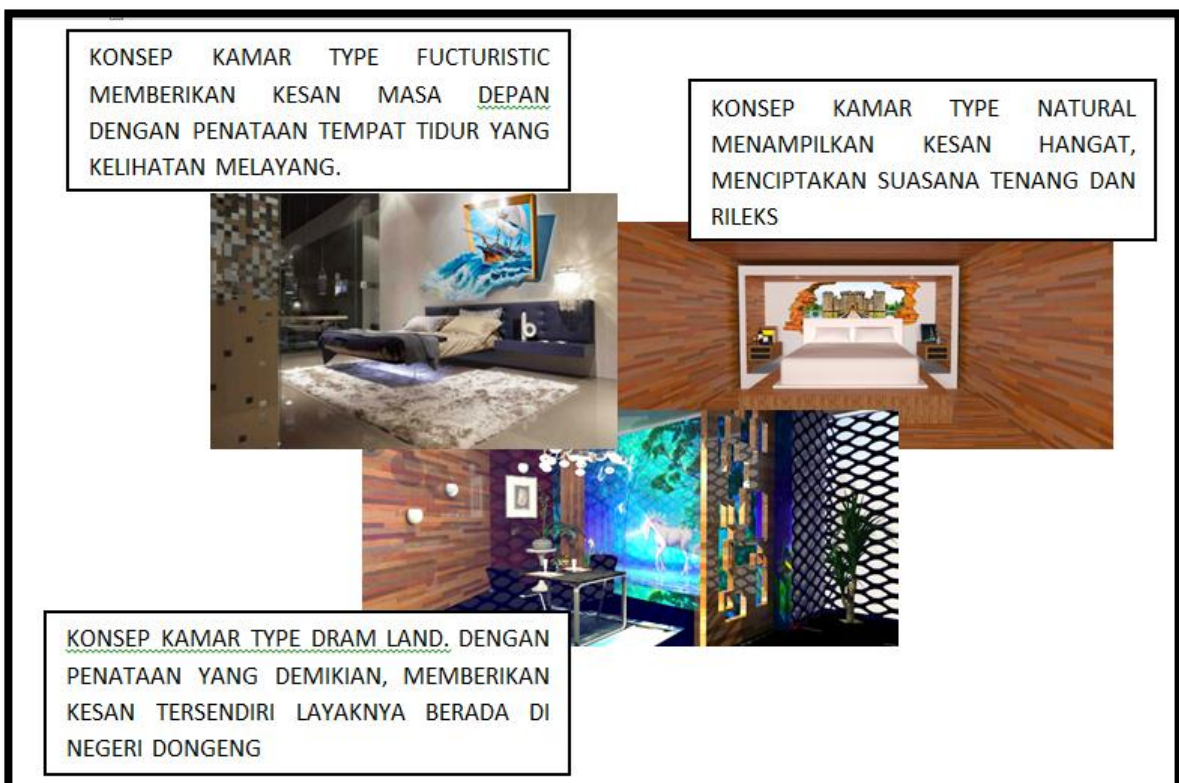 KONSEP KAMAR TYPE FUCTURISTIC
MEMBERIKAN KESAN MASA DEPAN
DENGAN PENATAAN TEMPAT TIDUR YANG
KELIHATAN MELAYANG.
KONSEP KAMAR TYPE NATURAL
MENAMPILKAN KESAN HANGAT,
MENCIPTAKAN SUASANA TENANG DAN
RILEKS
KONSEP KAMAR TYPE DRAM LAND. DENGAN
PENATAAN YANG DEMIKIAN, MEMBERIKAN
KESAN TERSENDIRI LAYAKNYA BERADA DI
NEGERI DONGENG